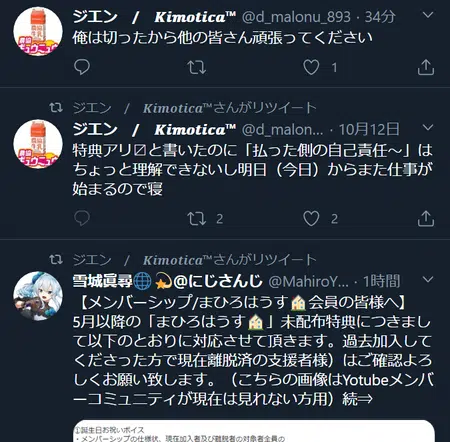 ジエン / Kimotica™ @d_malonu_893・34分
俺は切ったから他の皆さん頑張ってください
1
ジエン / Kimotica™さんがリツイート
ジエン / Kimotica™ @d_malon...・10月12日
特典アリ〼と書いたのに「払った側の自己責任〜」は
ちょっと理解できないし明日（今日）からまた仕事が
始まるので寝
2 2
ジエン / Kimotica™さんがリツイート
雪城眞尋🌐💫@にじさんじ @MahiroY...・1時間
【メンバーシップ/まひろはうす🏠会員の皆様へ】
5月以降の「まひろはうす🏠」未配布特典につきまし
て以下のとおりに対応させて頂きます。過去加入して
くださった方で現在離脱済の支援者様）はご確認よろ
しくお願い致します。（こちらの画像はYotubeメンバ
ーコミュニティが現在は見れない方用）続⇒
①誕生日お祝いボイス
・メンバーシップの仕様状、現在加入者及び離脱者の対象者全員の